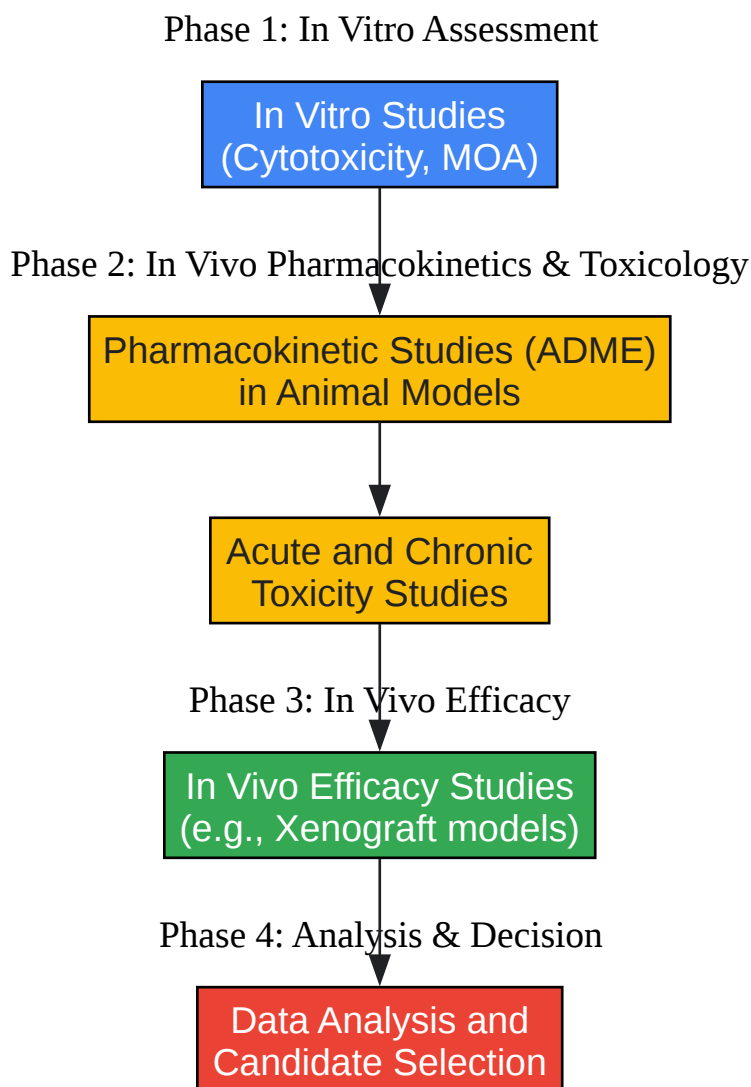 Phase 1: In Vitro Assessment
In Vitro Studies
(Cytotoxicity, MOA)
Phase 2: In Vivo Pharmacokinetics & Toxicology
Pharmacokinetic Studies (ADME)
in Animal Models
Acute and Chronic
Toxicity Studies
Phase 3: In Vivo Efficacy
In Vivo Efficacy Studies
(e.g., Xenograft models)
Phase 4: Analysis & Decision
Data Analysis and
Candidate Selection